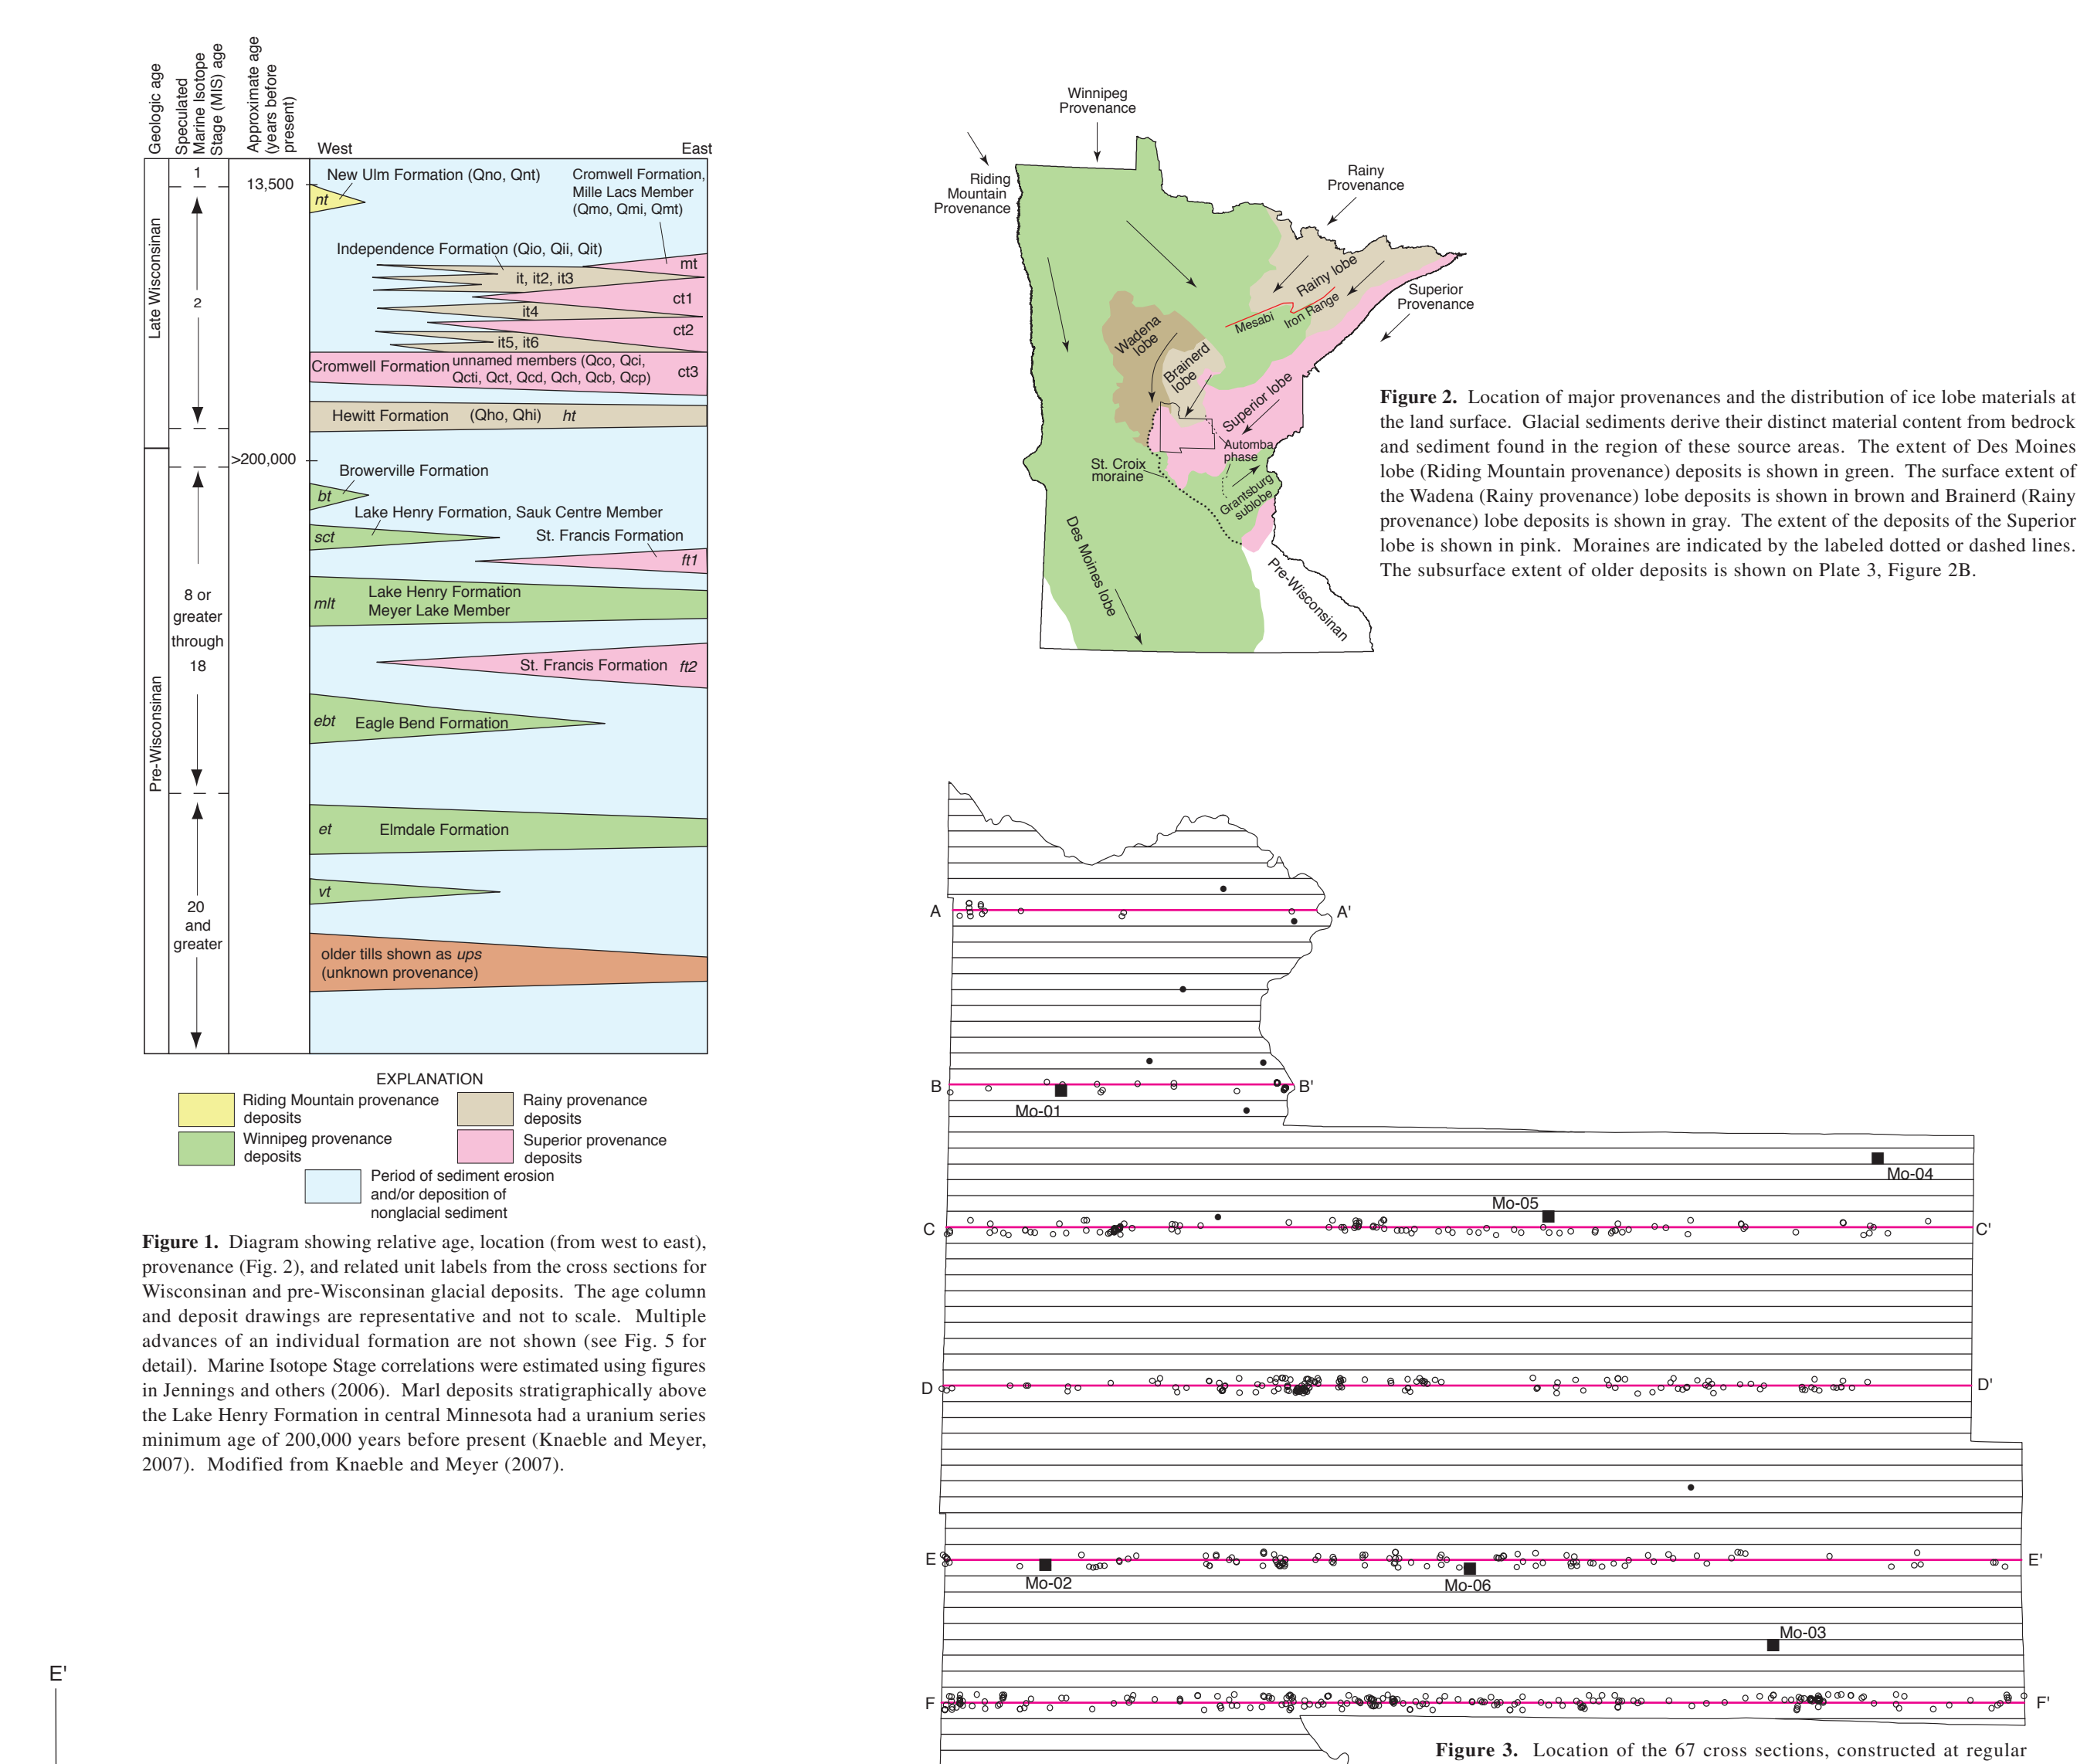 Geologic age
Speculated
Marine Isotope
Stage (MIS) age
Approximate age
(years before
present)
West
East
Late Wisconsinan
Pre-Wisconsinan
1
2
8 or
greater
through
18
20
and
greater
13,500
>200,000
New Ulm Formation (Qno, Qnt)
nt
Cromwell Formation,
Mille Lacs Member
(Qmo, Qmi, Qmt)
Independence Formation (Qio, Qii, Qit)
mt
it, it2, it3
ct1
it4
ct2
it5, it6
Cromwell Formation
unnamed members (Qco, Qci,
Qcti, Qct, Qcd, Qch, Qcb, Qcp)
ct3
Hewitt Formation (Qho, Qhi) ht
Browerville Formation
bt
Lake Henry Formation, Sauk Centre Member
sct
St. Francis Formation
ft1
mlt
Lake Henry Formation
Meyer Lake Member
St. Francis Formation ft2
ebt Eagle Bend Formation
et Elmdale Formation
vt
older tills shown as ups
(unknown provenance)
EXPLANATION
Riding Mountain provenance
deposits
Rainy provenance
deposits
Winnipeg provenance
deposits
Superior provenance
deposits
Period of sediment erosion
and/or deposition of
nonglacial sediment
Figure 1. Diagram showing relative age, location (from west to east),
provenance (Fig. 2), and related unit labels from the cross sections for
Wisconsinan and pre-Wisconsinan glacial deposits. The age column
and deposit drawings are representative and not to scale. Multiple
advances of an individual formation are not shown (see Fig. 5 for
detail). Marine Isotope Stage correlations were estimated using figures
in Jennings and others (2006). Marl deposits stratigraphically above
the Lake Henry Formation in central Minnesota had a uranium series
minimum age of 200,000 years before present (Knaeble and Meyer,
2007). Modified from Knaeble and Meyer (2007).
E'
Winnipeg
Provenance
Riding
Mountain
Provenance
Rainy
Provenance
Superior
Provenance
Rainy lobe
Mesabi
Iron Range
Wadena
lobe
Brainerd
lobe
Superior lobe
Automba
phase
St. Croix
moraine
Grantsburg
sublobe
Des Moines lobe
Pre-Wisconsinan
Figure 2. Location of major provenances and the distribution of ice lobe materials at
the land surface. Glacial sediments derive their distinct material content from bedrock
and sediment found in the region of these source areas. The extent of Des Moines
lobe (Riding Mountain provenance) deposits is shown in green. The surface extent of
the Wadena (Rainy provenance) lobe deposits is shown in brown and Brainerd (Rainy
provenance) lobe deposits is shown in gray. The extent of the deposits of the Superior
lobe is shown in pink. Moraines are indicated by the labeled dotted or dashed lines.
The subsurface extent of older deposits is shown on Plate 3, Figure 2B.
A A'
B B'
Mo-01
Mo-04
Mo-05
C C'
D D'
E E'
Mo-02
Mo-06
Mo-03
F F'
Figure 3. Location of the 67 cross sections, constructed at regular